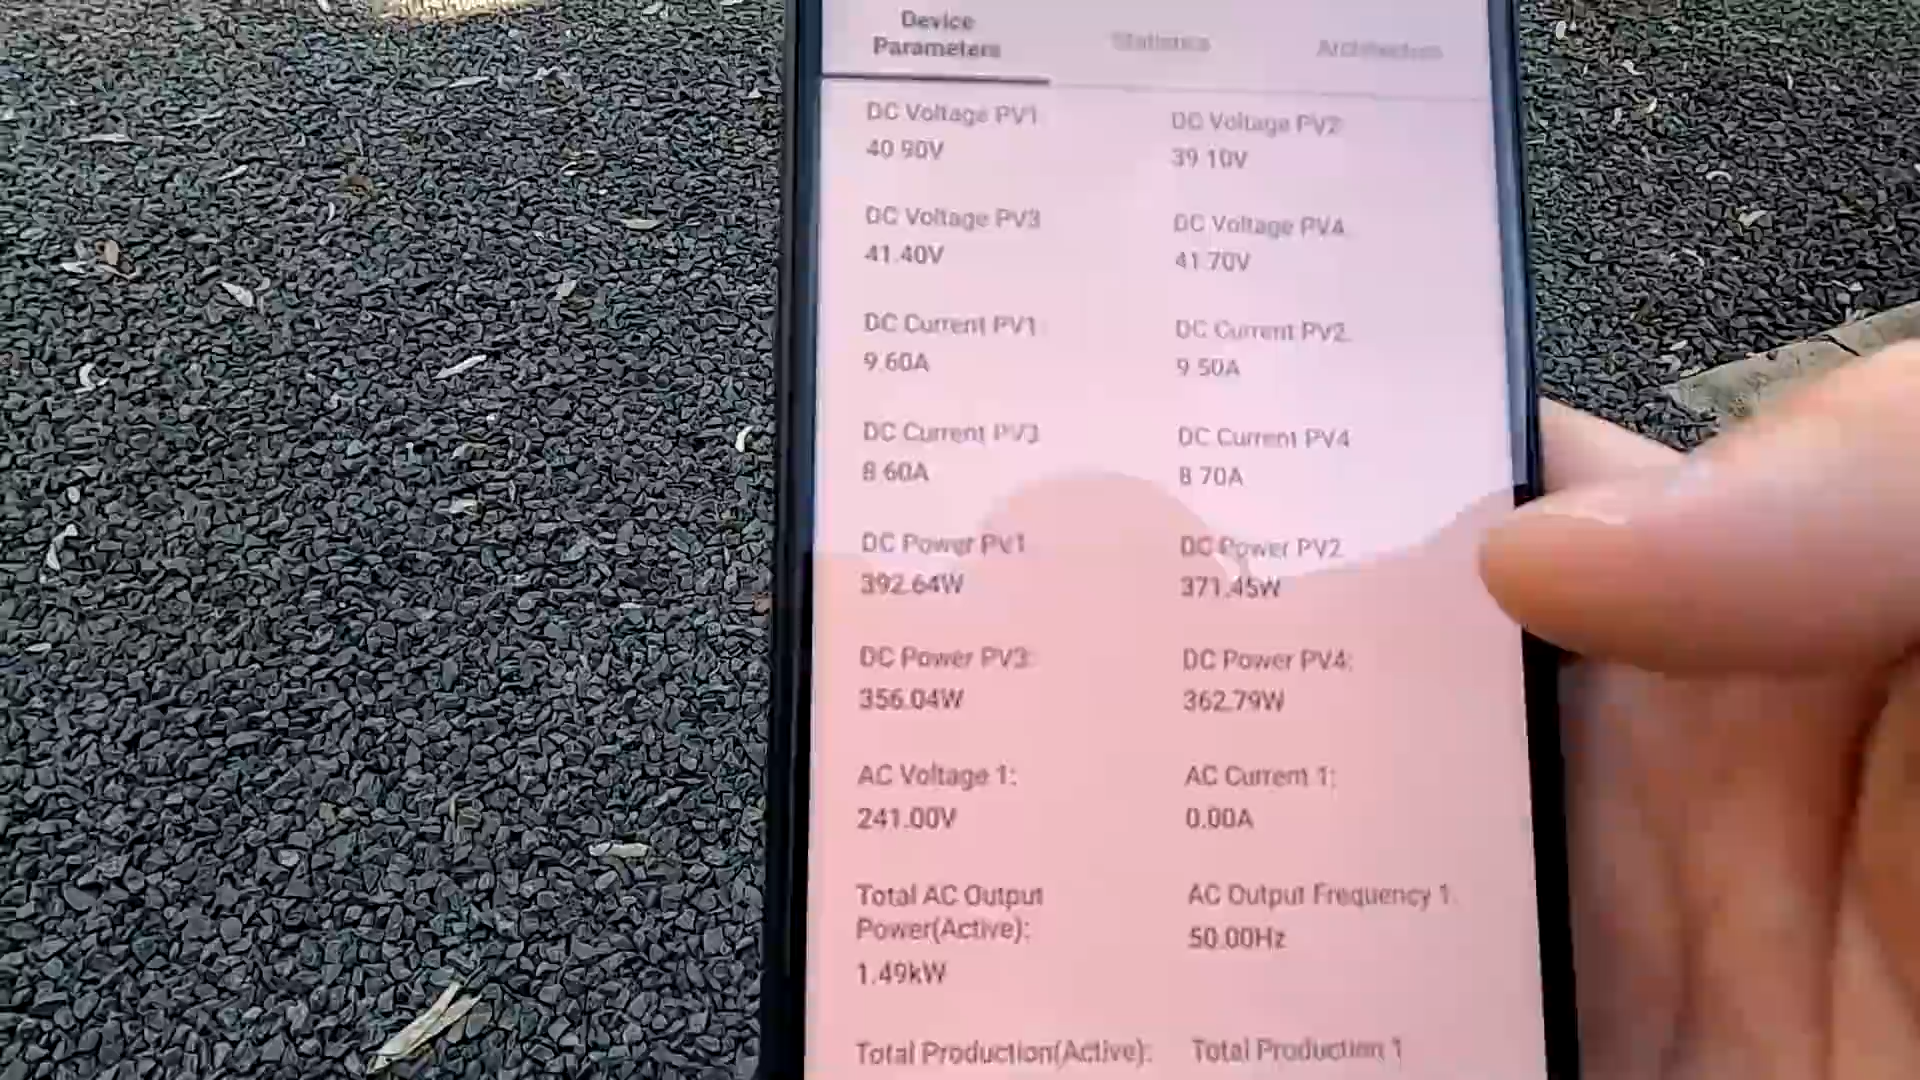 Device
Parameters
Statistics
Architecture
DC Voltage PV1:
40.90V
DC Voltage PV2:
39.10V
DC Voltage PV3
41.40V
DC Voltage PV4:
41.70V
DC Current PV1:
9.60A
DC Current PV2:
9.50A
DC Current PV3
8.60A
DC Current PV4
8.70A
DC Power PV1
392.64W
DC Power PV2
371.45W
DC Power PV3:
356.04W
DC Power PV4:
362.79W
AC Voltage 1:
241.00V
AC Current 1:
0.00A
Total AC Output
Power(Active):
1.49kW
AC Output Frequency 1:
50.00Hz
Total Production(Active):
Total Production 1